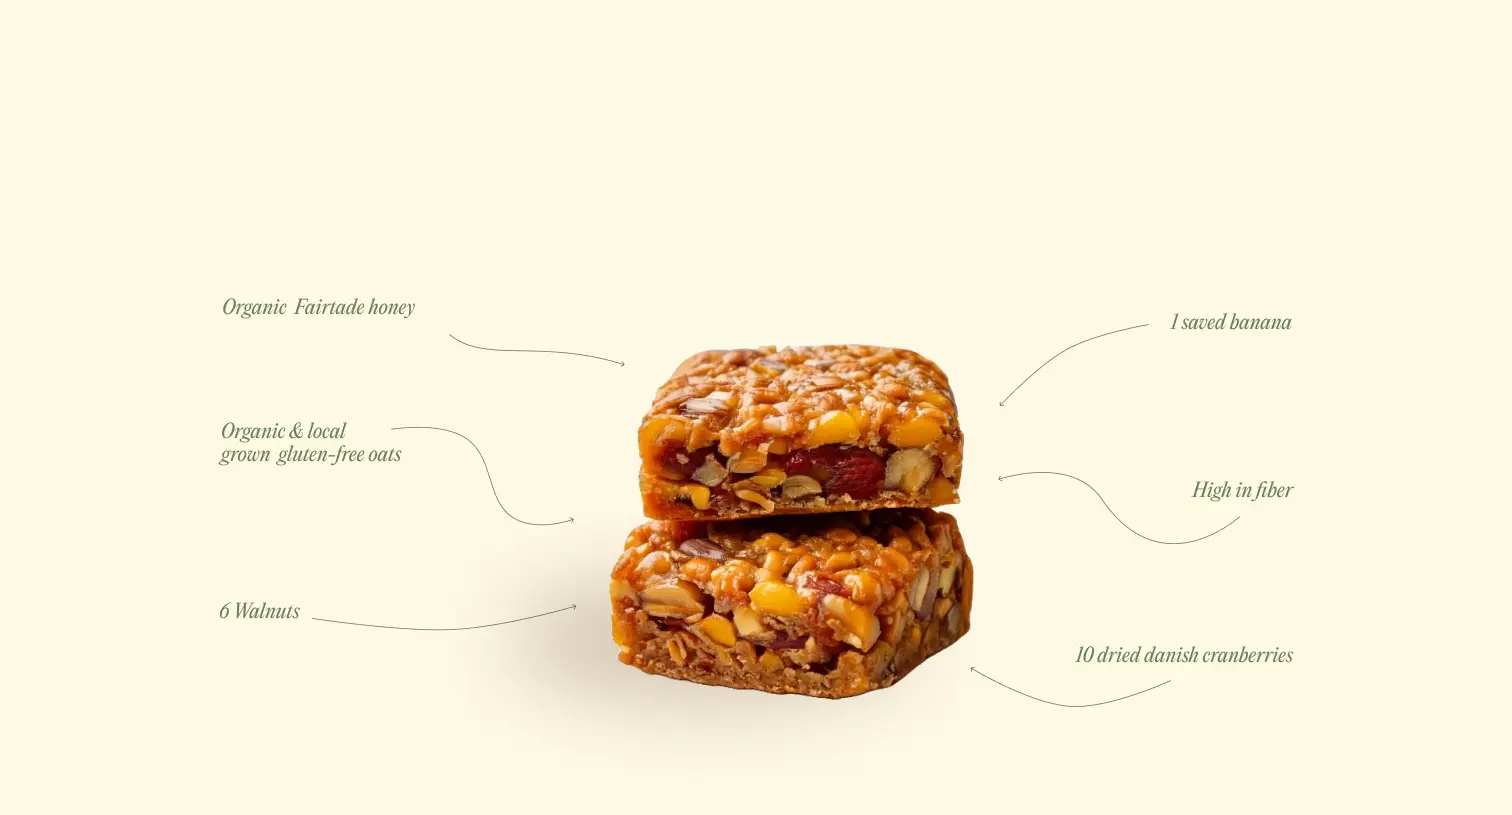 Organic Fairtade honey
1 saved banana
Organic & local
grown gluten-free oats
High in fiber
6 Walnuts
10 dried danish cranberries